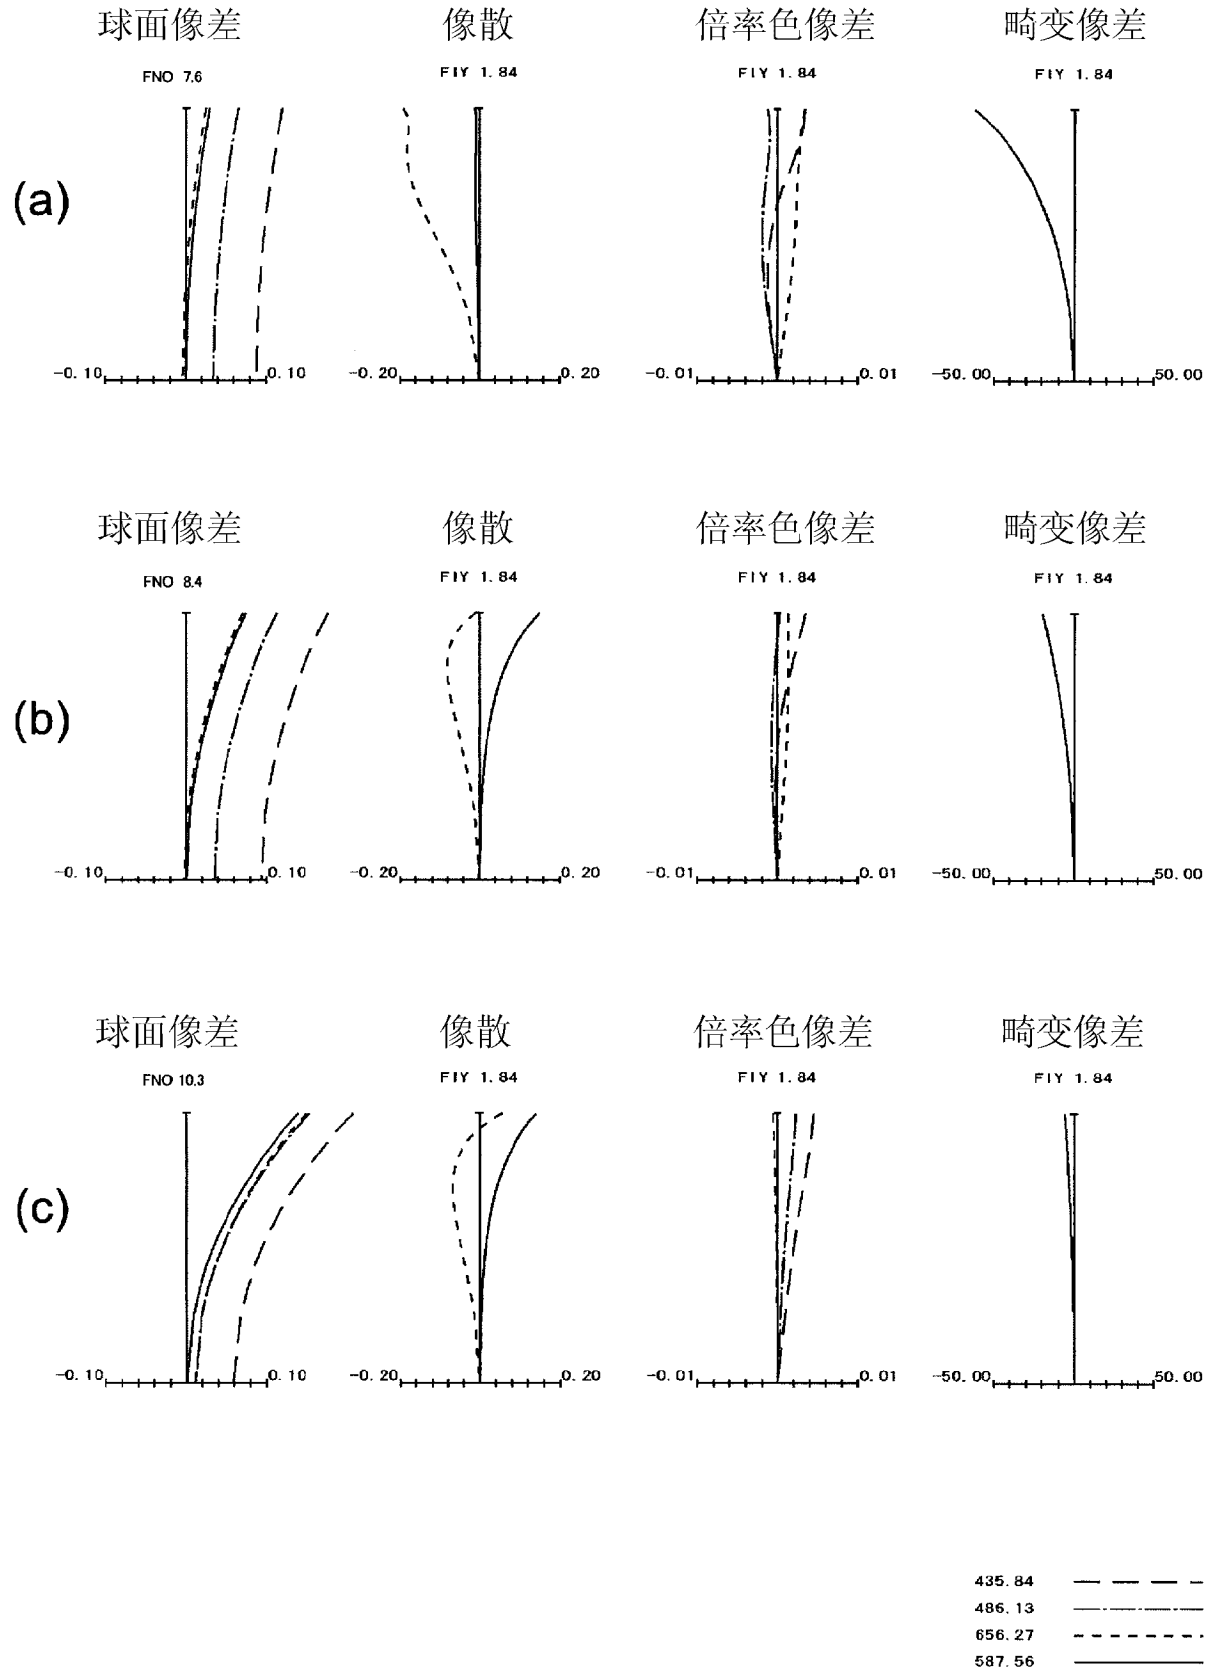 球面像差 像散 倍率色像差 畸变像差
FNO 7.6 FIY 1.84 FIY 1.84 FIY 1.84
(a)
-0.10 0.10 -0.20 0.20 -0.01 0.01 -50.00 50.00
球面像差 像散 倍率色像差 畸变像差
FNO 8.4 FIY 1.84 FIY 1.84 FIY 1.84
(b)
-0.10 0.10 -0.20 0.20 -0.01 0.01 -50.00 50.00
球面像差 像散 倍率色像差 畸变像差
FNO 10.3 FIY 1.84 FIY 1.84 FIY 1.84
(c)
-0.10 0.10 -0.20 0.20 -0.01 0.01 -50.00 50.00
435.84
486.13
656.27
587.56